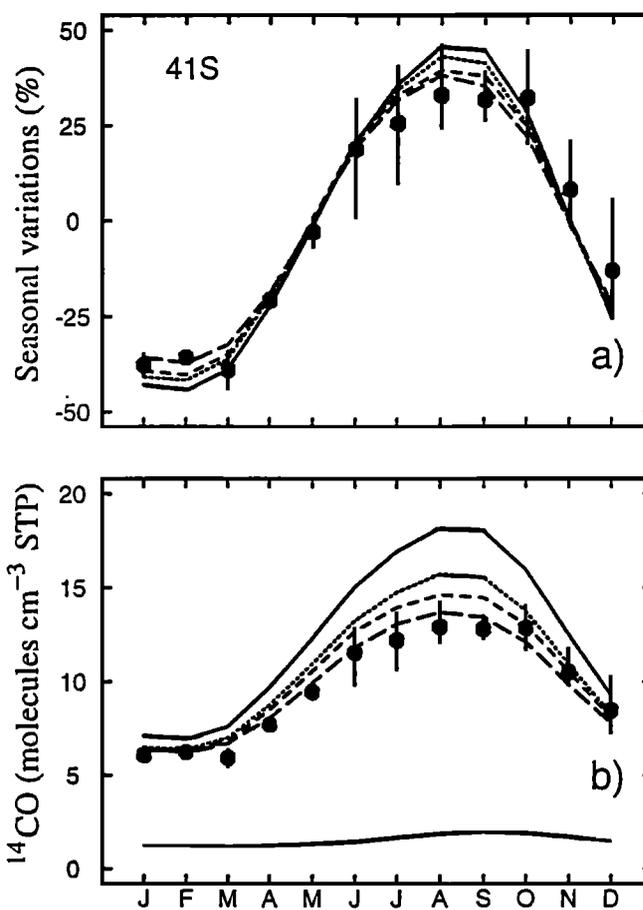 Seasonal variations (%)
50
25
0
-25
-50
41S
a)
¹⁴CO (molecules cm⁻³ STP)
20
15
10
5
0
b)
J F M A M J J A S O N D